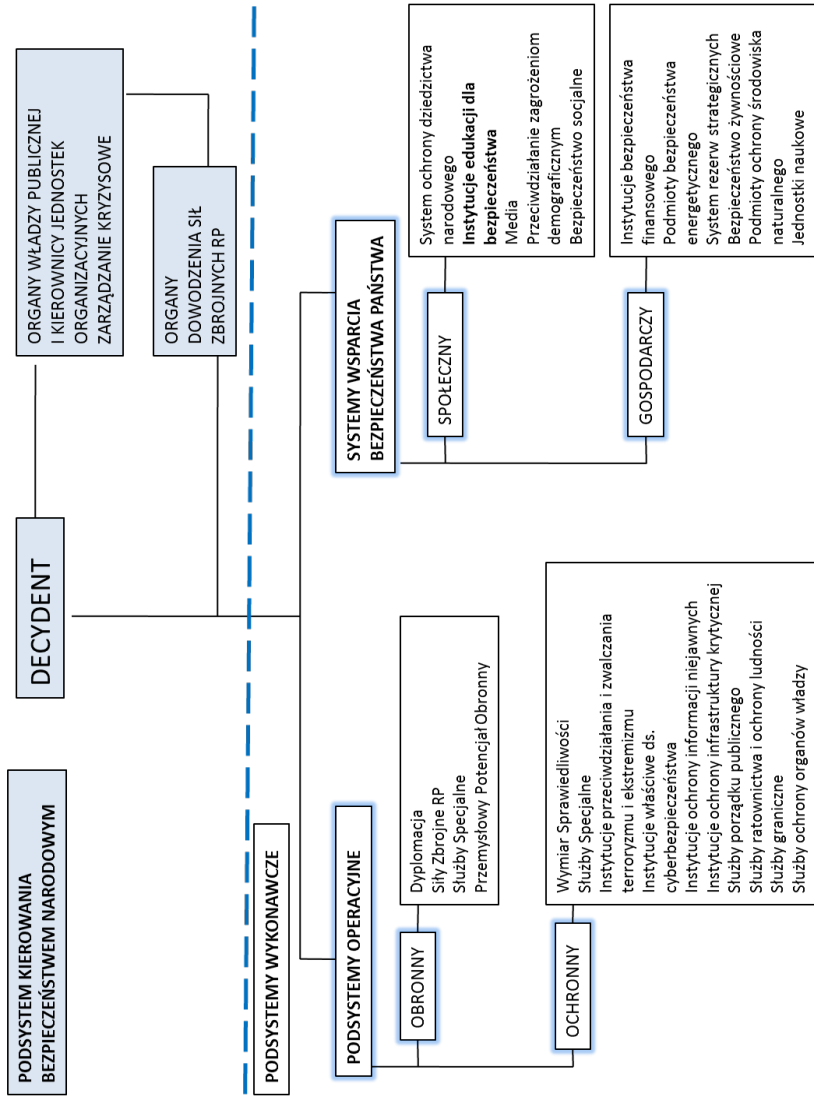 PODSYSTEM KIEROWANIA
BEZPIECZEŃSTWEM NARODOWYM
DECYDENT
ORGANY WŁADZY PUBLICZNEJ
I KIEROWNICY JEDNOSTEK
ORGANIZACYJNYCH
ZARZĄDZANIE KRYZYSOWE
ORGANY
DOWODZENIA SIŁ
ZBROJNYCH RP
PODSYSTEMY WYKONAWCZE
PODSYSTEMY OPERACYJNE
OBRONNY
Dyplomacja
Siły Zbrojne RP
Służby Specjalne
Przemysłowy Potencjał Obronny
OCHRONNY
Wymiar Sprawiedliwości
Służby Specjalne
Instytucje przeciwdziałania i zwalczania
terroryzmu i ekstremizmu
Instytucje właściwe ds.
cyberbezpieczeństwa
Instytucje ochrony informacji niejawnych
Instytucje ochrony infrastruktury krytycznej
Służby porządku publicznego
Służby ratownictwa i ochrony ludności
Służby graniczne
Służby ochrony organów władzy
SYSTEMY WSPARCIA
BEZPIECZEŃSTWA PAŃSTWA
SPOŁECZNY
System ochrony dziedzictwa
narodowego
Instytucje edukacji dla
bezpieczeństwa
Media
Przeciwdziałanie zagrożeniom
demograficznym
Bezpieczeństwo socjalne
GOSPODARCZY
Instytucje bezpieczeństwa
finansowego
Podmioty bezpieczeństwa
energetycznego
System rezerw strategicznych
Bezpieczeństwo żywnościowe
Podmioty ochrony środowiska
naturalnego
Jednostki naukowe